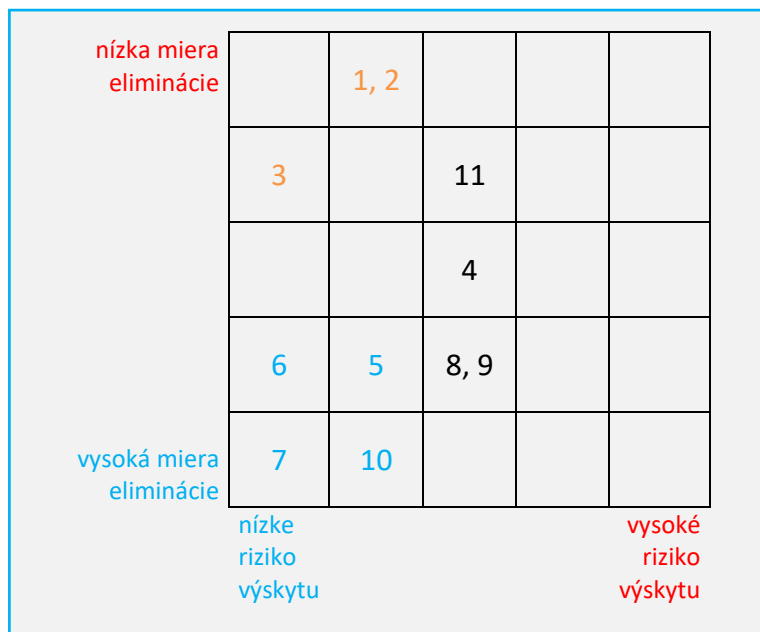 nízka miera
eliminácie
1, 2
3
11
4
6
5
8, 9
vysoká miera
eliminácie
7
10
nízke
riziko
výskytu
vysoké
riziko
výskytu